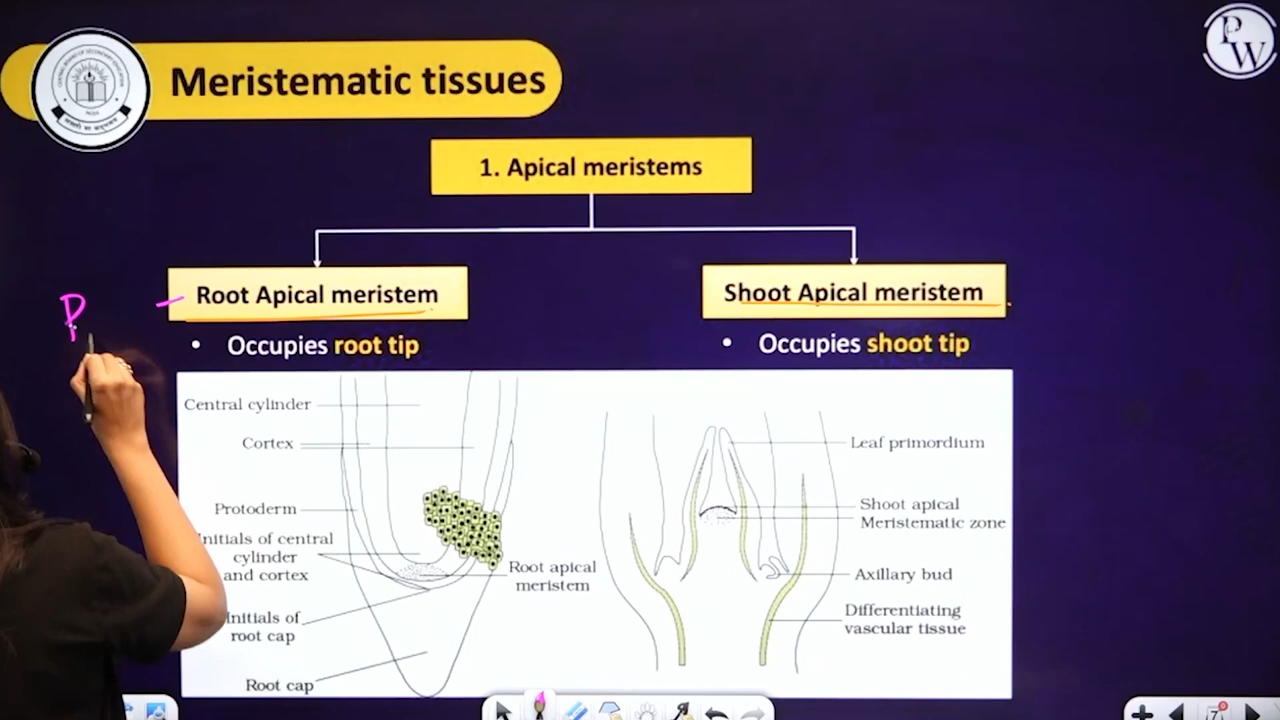 Meristematic tissues
PW
1. Apical meristems
Root Apical meristem
Shoot Apical meristem
P
• Occupies root tip
• Occupies shoot tip
Central cylinder
Cortex
Protoderm
Initials of central
cylinder
and cortex
Initials of
root cap
Root cap
Root apical
meristem
Leaf primordium
Shoot apical
Meristematic zone
Axillary bud
Differentiating
vascular tissue